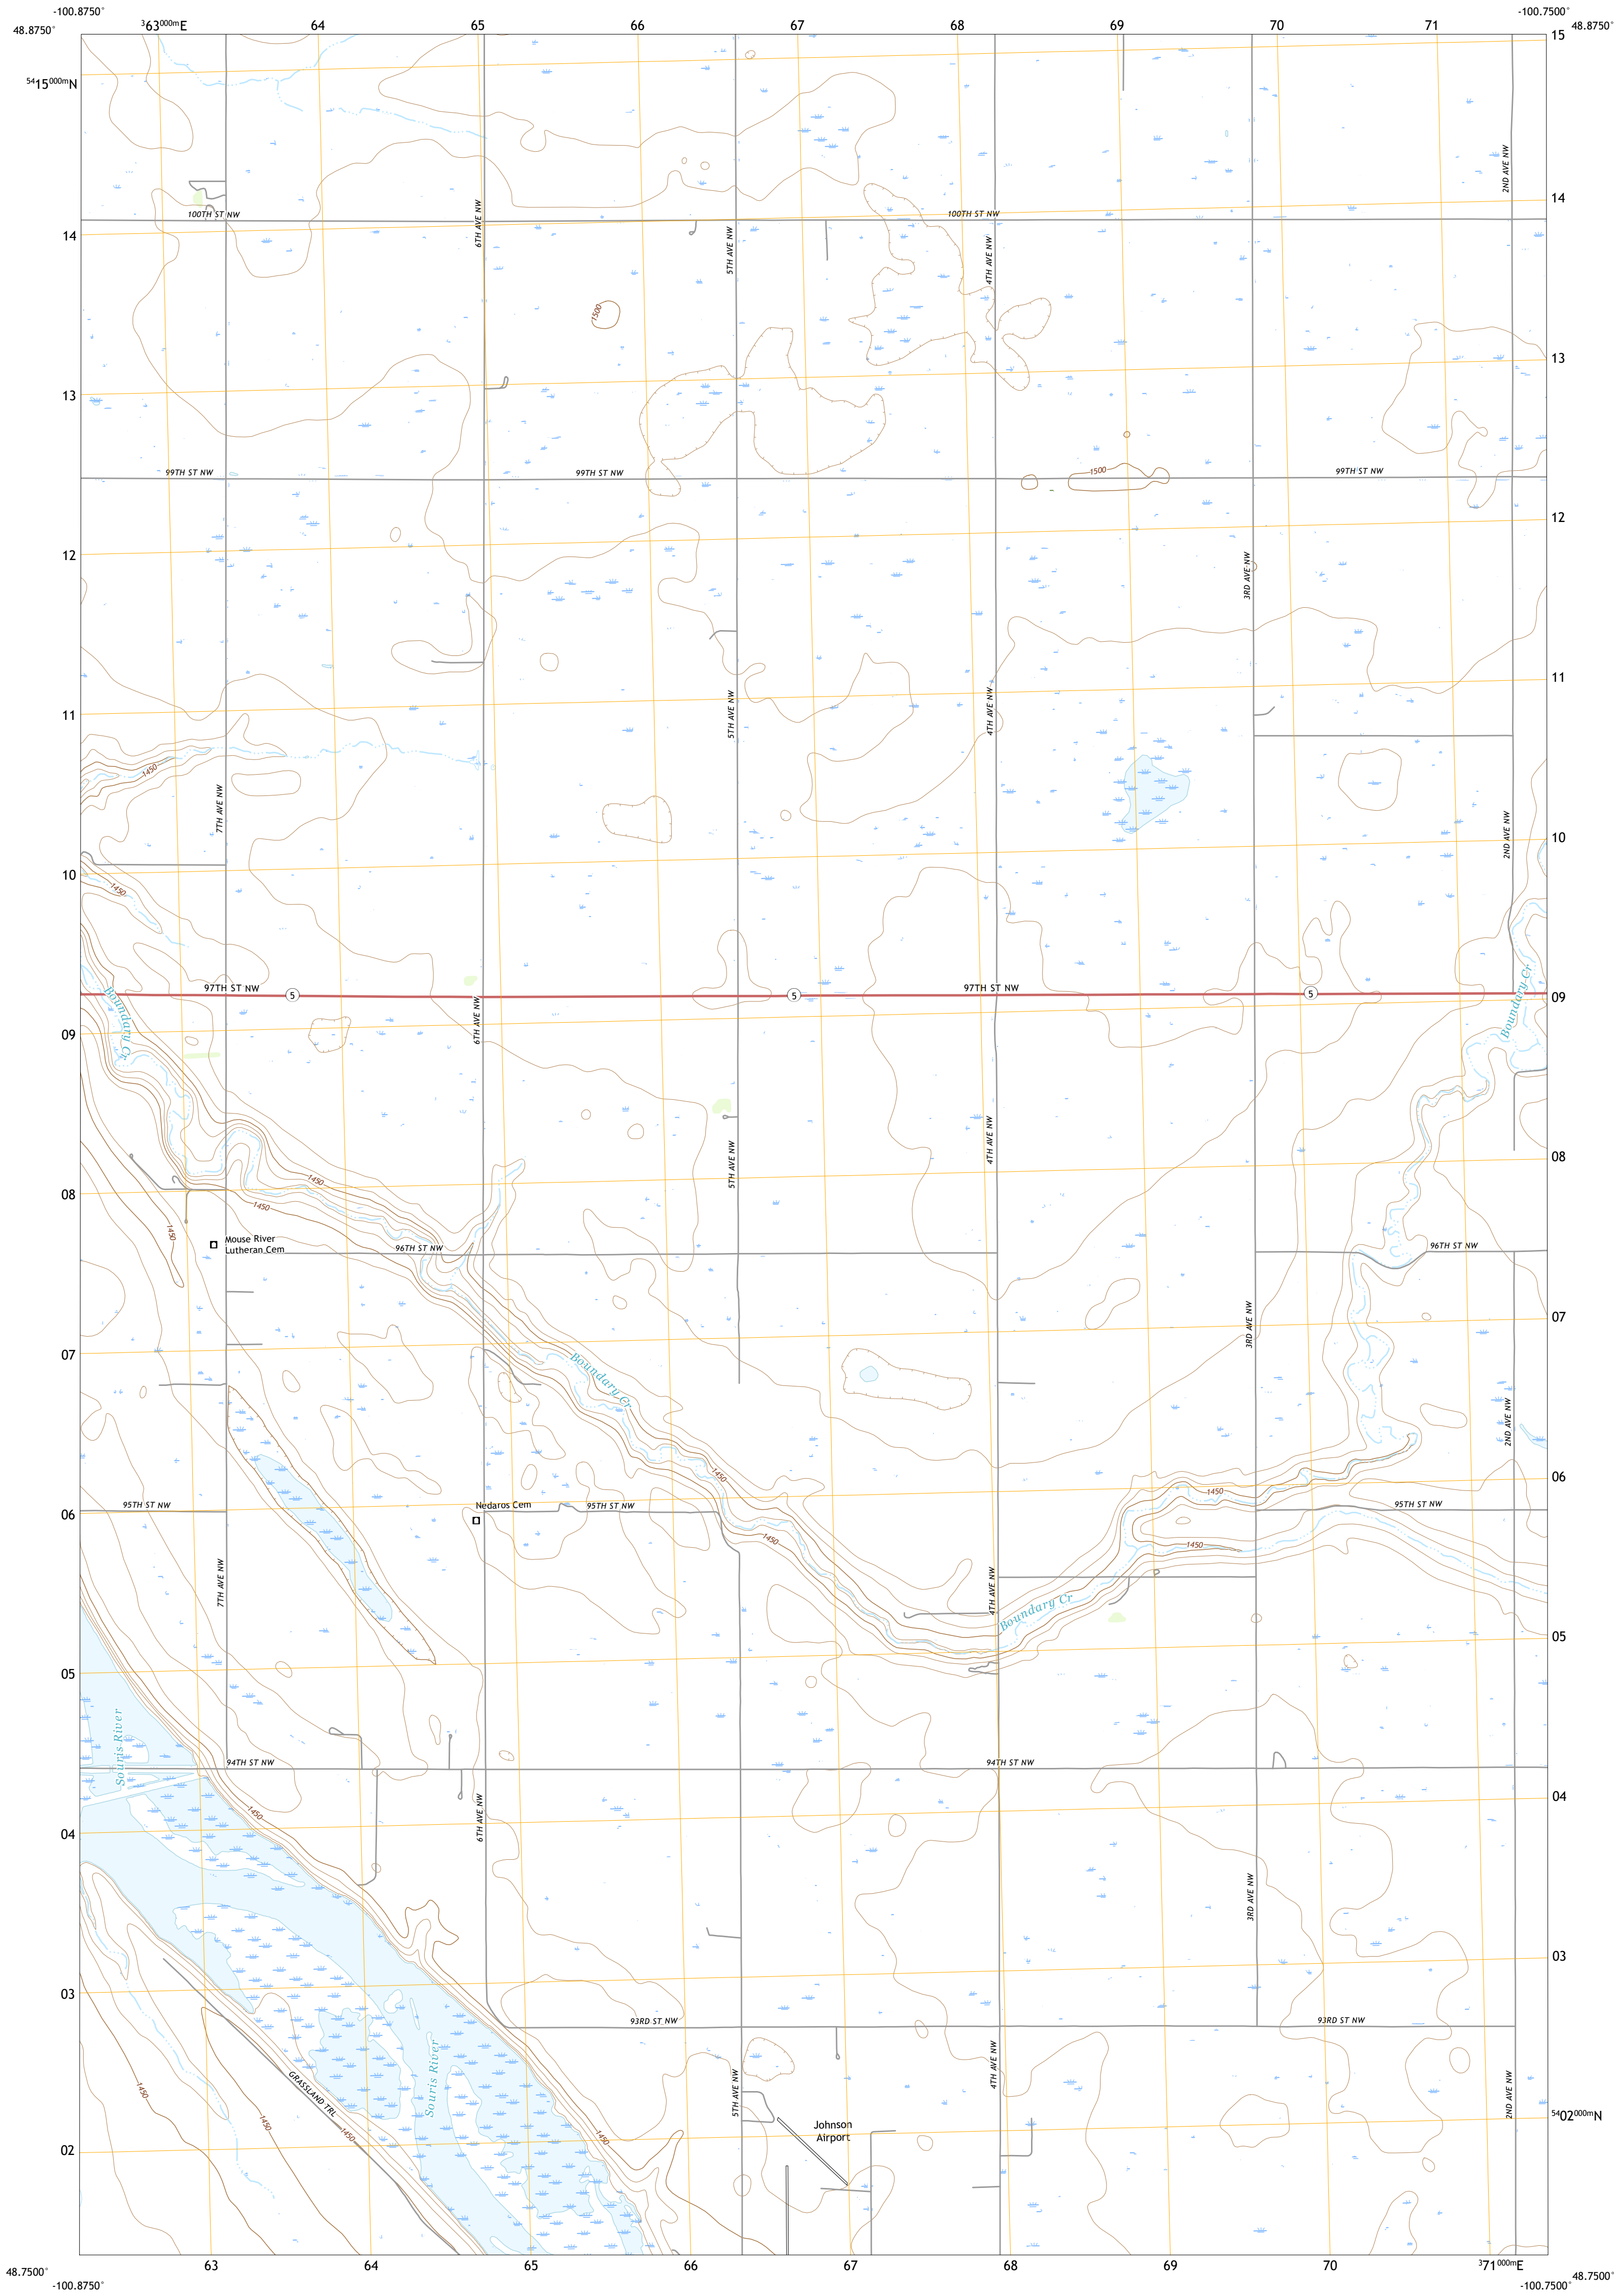 -100.8750°
-100.7500°
48.8750°
363000mE
64
65
66
67
68
69
70
71
48.8750°
15
5415000mN
2ND AVE NW
14
100TH ST NW
100TH ST NW
6TH AVE NW
5TH AVE NW
4TH AVE NW
14
1500
13
13
99TH ST NW
99TH ST NW
1500
99TH ST NW
12
12
3RD AVE NW
11
11
5TH AVE NW
4TH AVE NW
1450
7TH AVE NW
2ND AVE NW
10
10
1450
97TH ST NW
5
5
97TH ST NW
5
09
Boundary Cr
6TH AVE NW
Boundary Cr
09
5TH AVE NW
4TH AVE NW
08
08
1450
1450
1450
Mouse River
Lutheran Cem
96TH ST NW
96TH ST NW
07
3RD AVE NW
07
Boundary Cr
2ND AVE NW
1450
06
1450
95TH ST NW
Nedaros Cem
95TH ST NW
95TH ST NW
06
1450
1450
7TH AVE NW
4TH AVE NW
Boundary Cr
05
05
Souris River
94TH ST NW
94TH ST NW
04
1450
6TH AVE NW
04
3RD AVE NW
03
03
93RD ST NW
93RD ST NW
Souris River
5TH AVE NW
4TH AVE NW
2ND AVE NW
1450
GRASSLAND TRL
1450
1450
1450
Johnson
Airport
5402000mN
02
48.7500°
63
64
65
66
67
68
69
70
371000mE
48.7500°
-100.8750°
-100.7500°